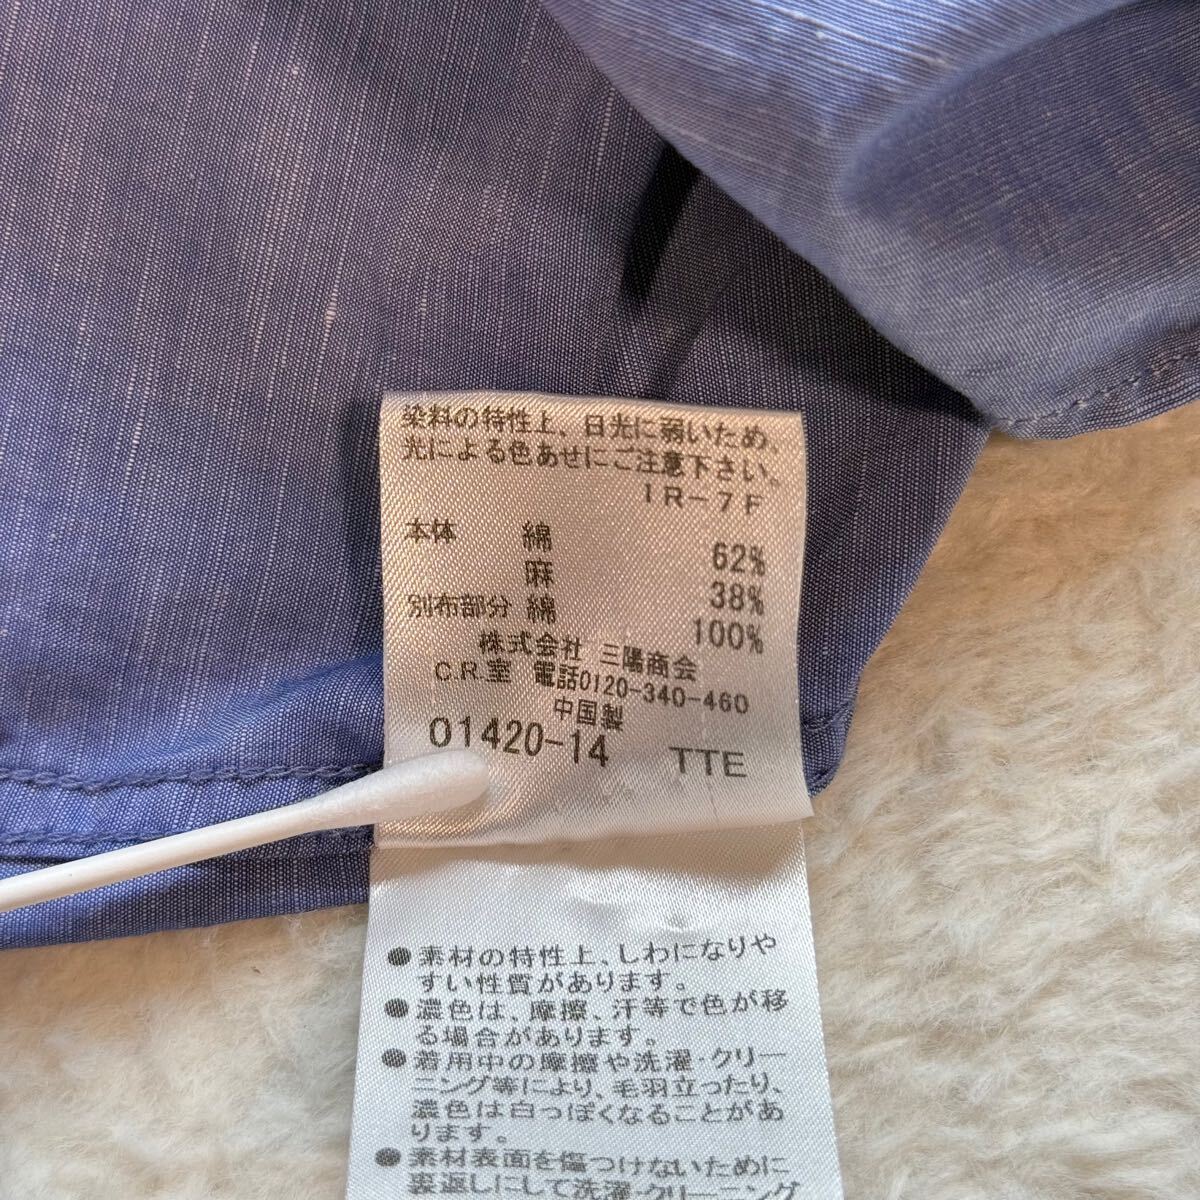 染料の特性上、日光に弱いため、
光による色あせにご注意下さい。
IR-7F
本体 綿 62%
麻 38%
別布部分 綿 100%
株式会社 三陽商会
C.R.室 電話0120-340-460
中国製
01420-14 TTE
●素材の特性上、しわになりや
すい性質があります。
●濃色は、摩擦、汗等で色が移
る場合があります。
●着用中の摩擦や洗濯・クリー
ニング等により、毛羽立ったり、
濃色は白っぽくなることがあ
ります。
●素材表面を傷つけないために
裏返しにして洗濯・クリーニング